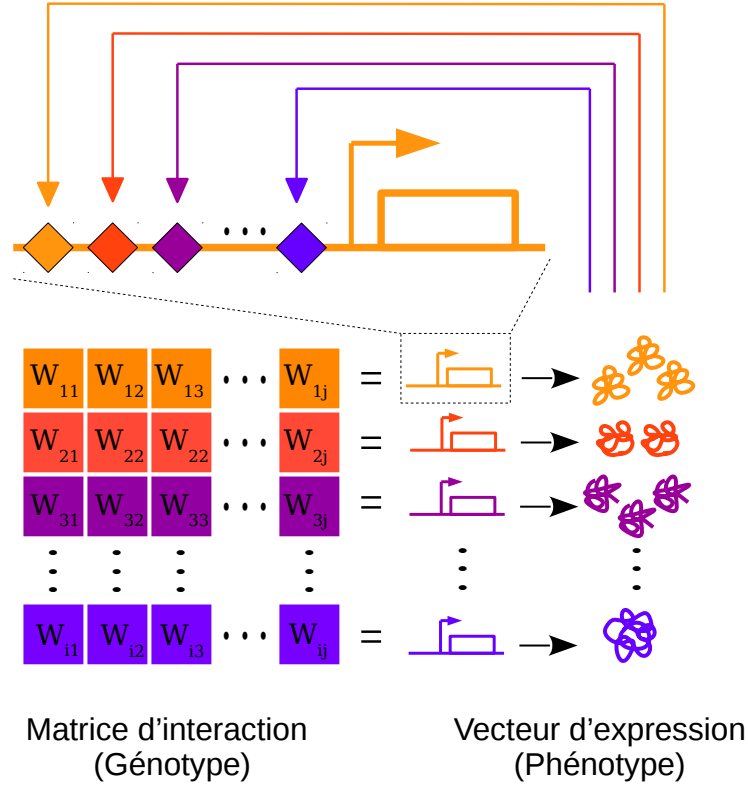 W11 W12 W13 W1j =
W21 W22 W22 W2j =
W31 W32 W33 W3j =
Wi1 Wi2 Wi3 Wij =
Matrice d’interaction
(Génotype)
Vecteur d’expression
(Phénotype)